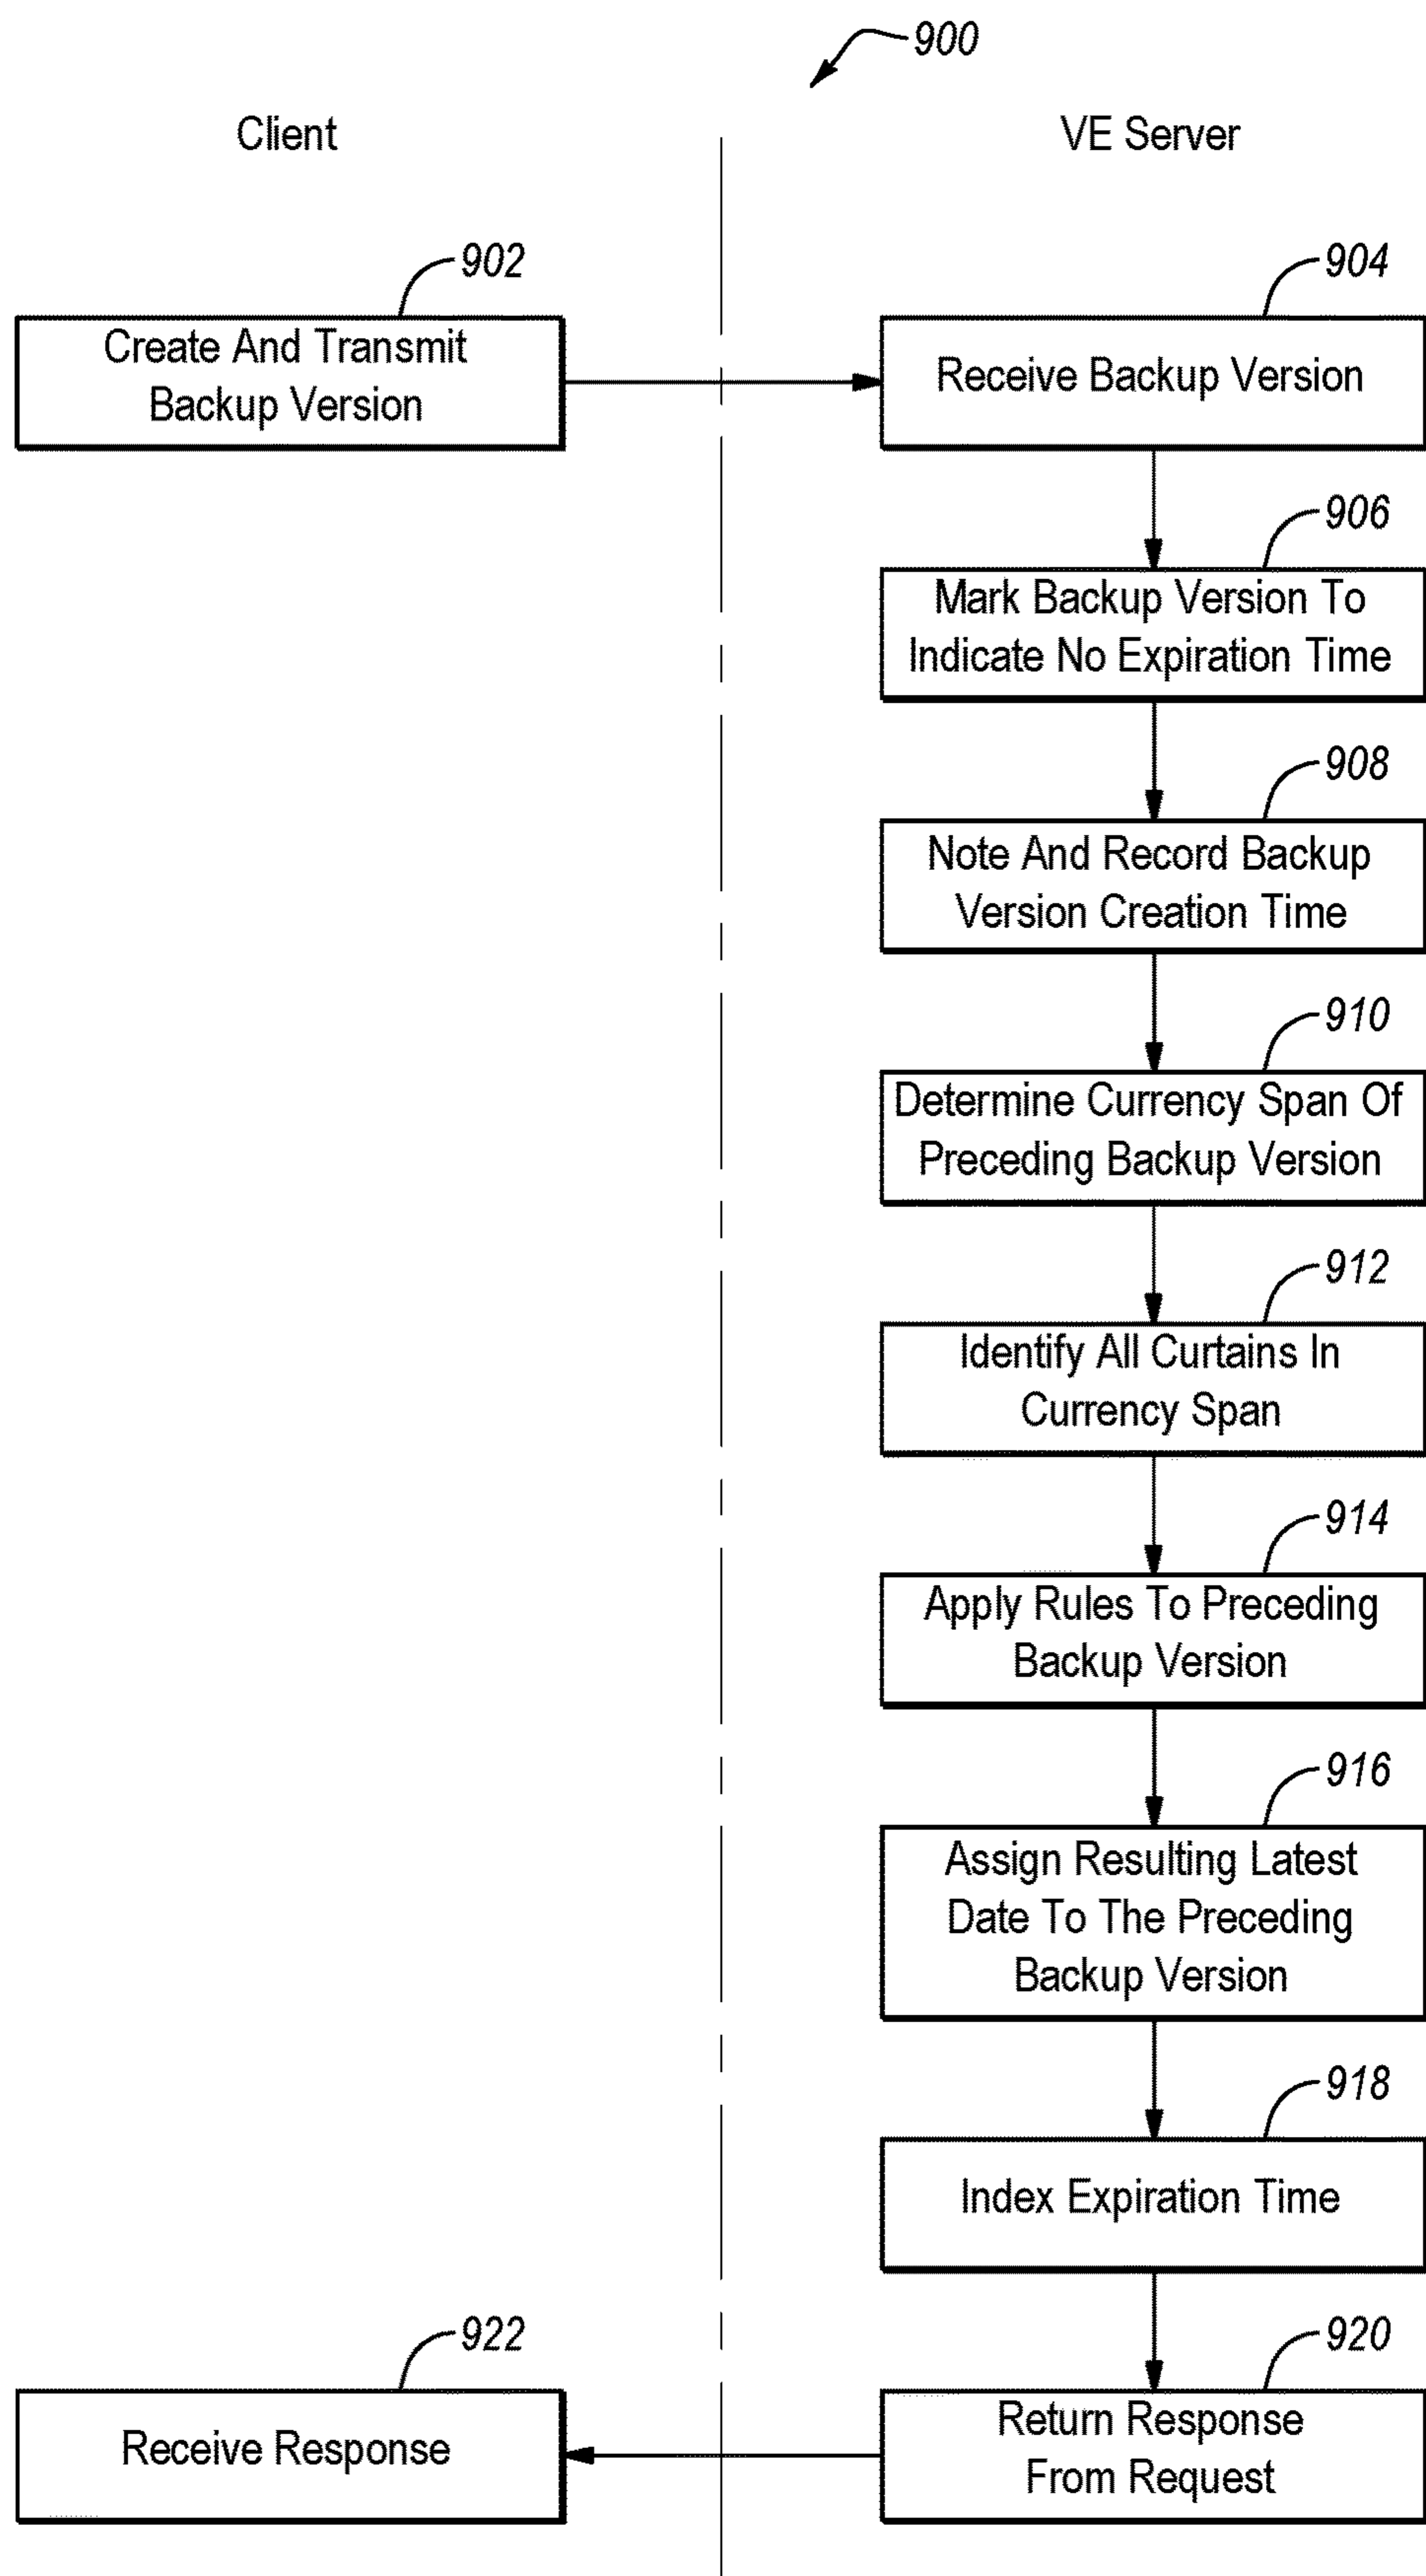 900
Client
VE Server
902
904
Create And Transmit
Backup Version
Receive Backup Version
906
Mark Backup Version To
Indicate No Expiration Time
908
Note And Record Backup
Version Creation Time
910
Determine Currency Span Of
Preceding Backup Version
912
Identify All Curtains In
Currency Span
914
Apply Rules To Preceding
Backup Version
916
Assign Resulting Latest
Date To The Preceding
Backup Version
918
Index Expiration Time
922
920
Receive Response
Return Response
From Request